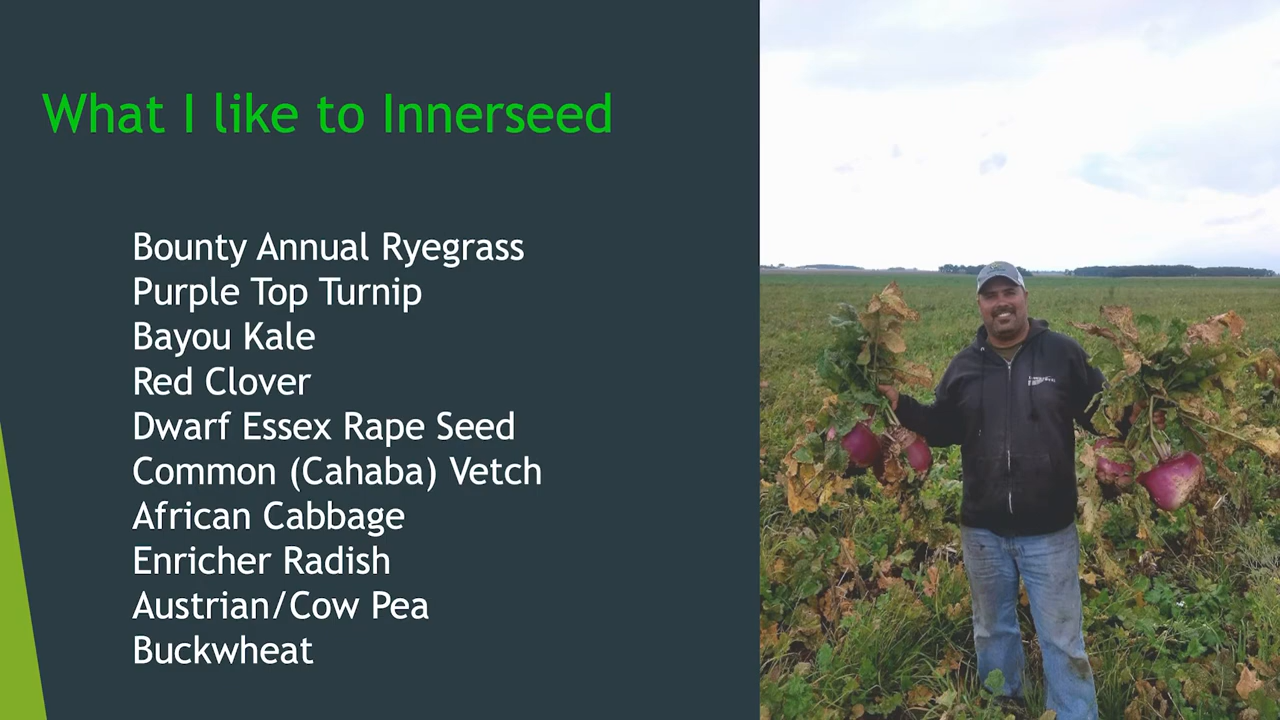 What I like to Innerseed
Bounty Annual Ryegrass
Purple Top Turnip
Bayou Kale
Red Clover
Dwarf Essex Rape Seed
Common (Cahaba) Vetch
African Cabbage
Enricher Radish
Austrian/Cow Pea
Buckwheat